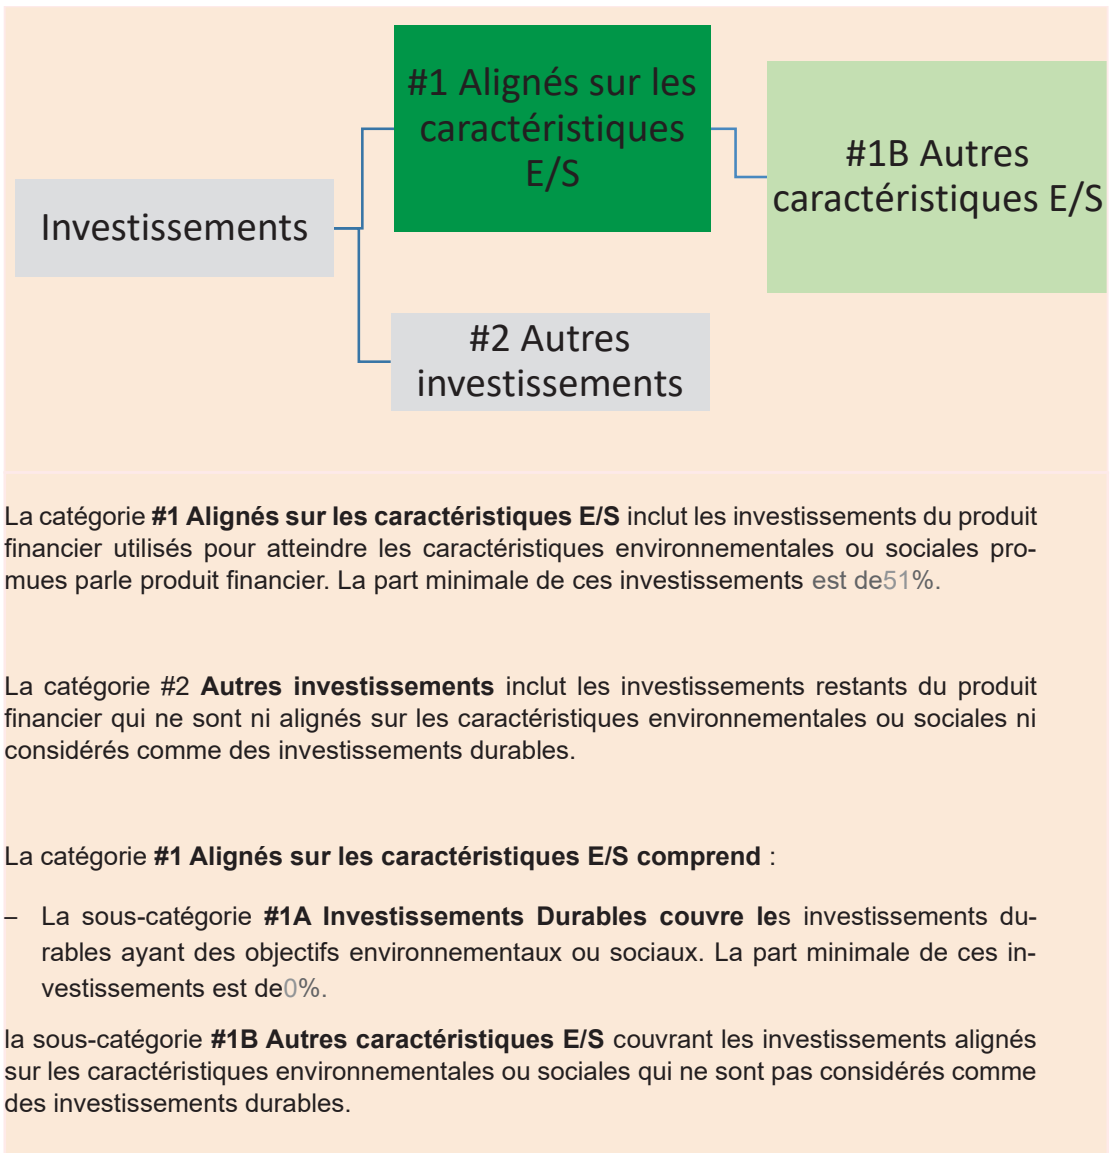 #1 Alignés sur les
caractéristiques
E/S
#1B Autres
caractéristiques E/S
Investissements
#2 Autres
investissements
La catégorie #1 Alignés sur les caractéristiques E/S inclut les investissements du produit
financier utilisés pour atteindre les caractéristiques environnementales ou sociales pro-
mues parle produit financier. La part minimale de ces investissements est de51%.
La catégorie #2 Autres investissements inclut les investissements restants du produit
financier qui ne sont ni alignés sur les caractéristiques environnementales ou sociales ni
considérés comme des investissements durables.
La catégorie #1 Alignés sur les caractéristiques E/S comprend :
– La sous-catégorie #1A Investissements Durables couvre les investissements du-
rables ayant des objectifs environnementaux ou sociaux. La part minimale de ces in-
vestissements est de0%.
la sous-catégorie #1B Autres caractéristiques E/S couvrant les investissements alignés
sur les caractéristiques environnementales ou sociales qui ne sont pas considérés comme
des investissements durables.